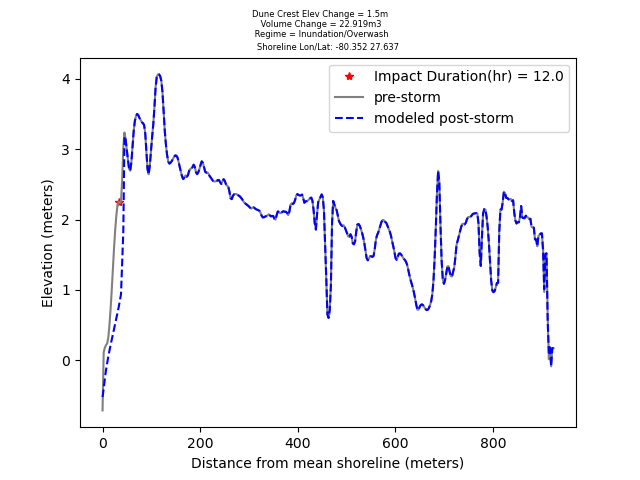 Dune Crest Elev Change = 1.5m
Volume Change = 22.919m3
Regime = Inundation/Overwash
Shoreline Lon/Lat: -80.352 27.637
Impact Duration(hr) = 12.0
pre-storm
modeled post-storm
4
3
2
1
0
Elevation (meters)
0 200 400 600 800
Distance from mean shoreline (meters)